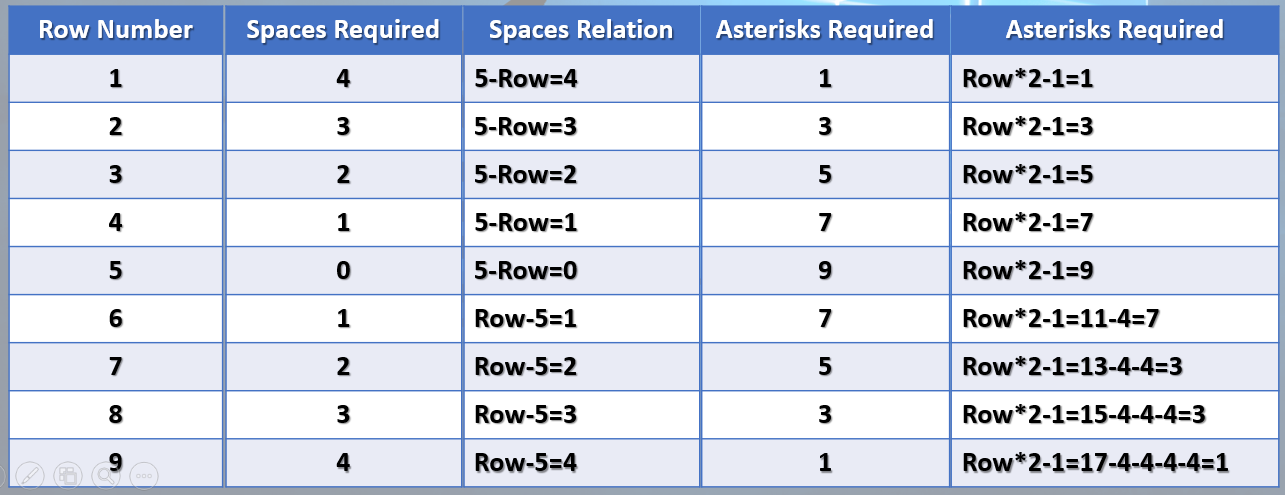 Row Number Spaces Required Spaces Relation Asterisks Required Asterisks Required
1 4 5-Row=4 1 Row*2-1=1
2 3 5-Row=3 3 Row*2-1=3
3 2 5-Row=2 5 Row*2-1=5
4 1 5-Row=1 7 Row*2-1=7
5 0 5-Row=0 9 Row*2-1=9
6 1 Row-5=1 7 Row*2-1=11-4=7
7 2 Row-5=2 5 Row*2-1=13-4-4=3
8 3 Row-5=3 3 Row*2-1=15-4-4-4=3
9 4 Row-5=4 1 Row*2-1=17-4-4-4-4=1